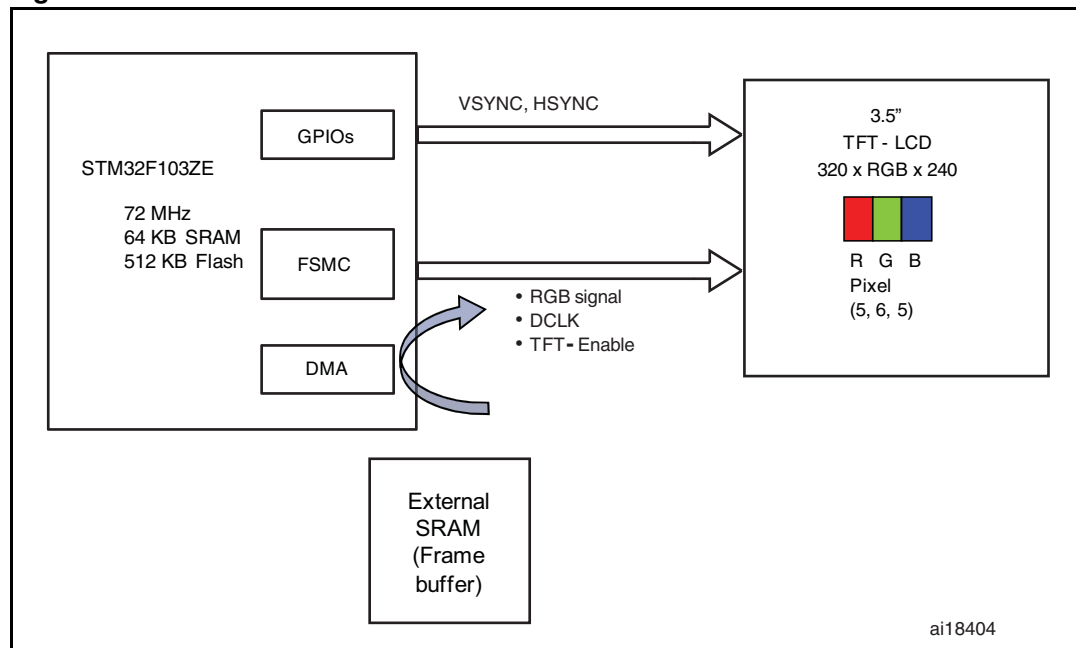 STM32F103ZE
72 MHz
64 KB SRAM
512 KB Flash
GPIOs
FSMC
DMA
VSYNC, HSYNC
• RGB signal
• DCLK
• TFT-Enable
3.5”
TFT - LCD
320 x RGB x 240
R G B
Pixel
(5, 6, 5)
External
SRAM
(Frame
buffer)
ai18404